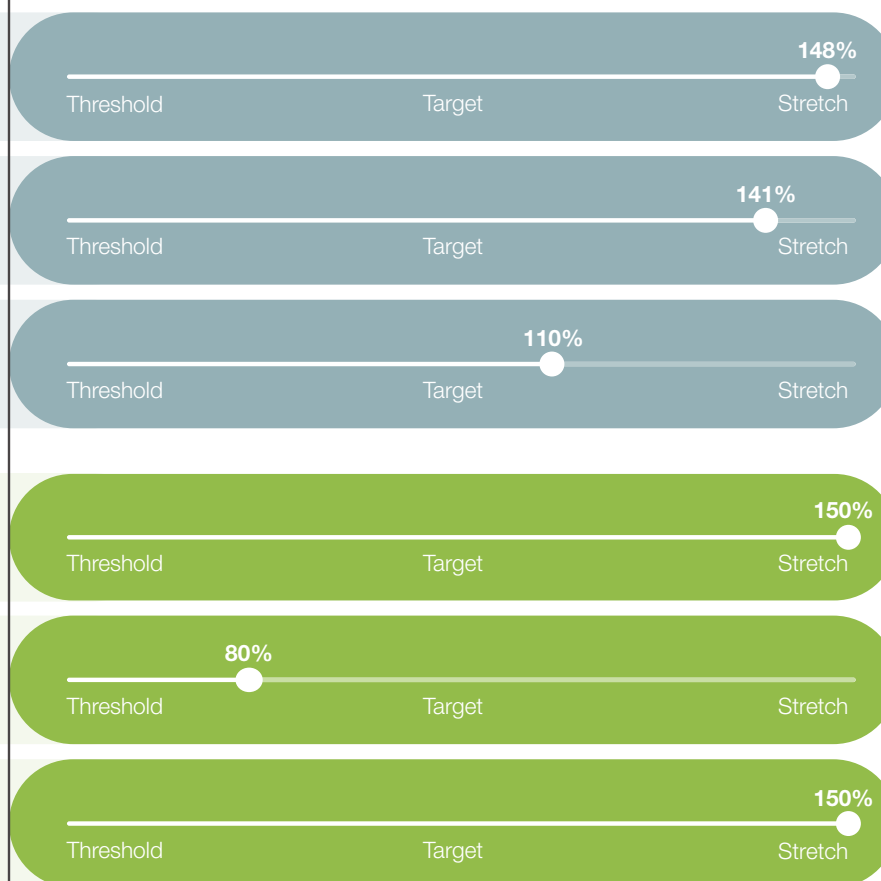 148%
Threshold Target Stretch
141%
Threshold Target Stretch
110%
Threshold Target Stretch
150%
Threshold Target Stretch
80%
Threshold Target Stretch
150%
Threshold Target Stretch